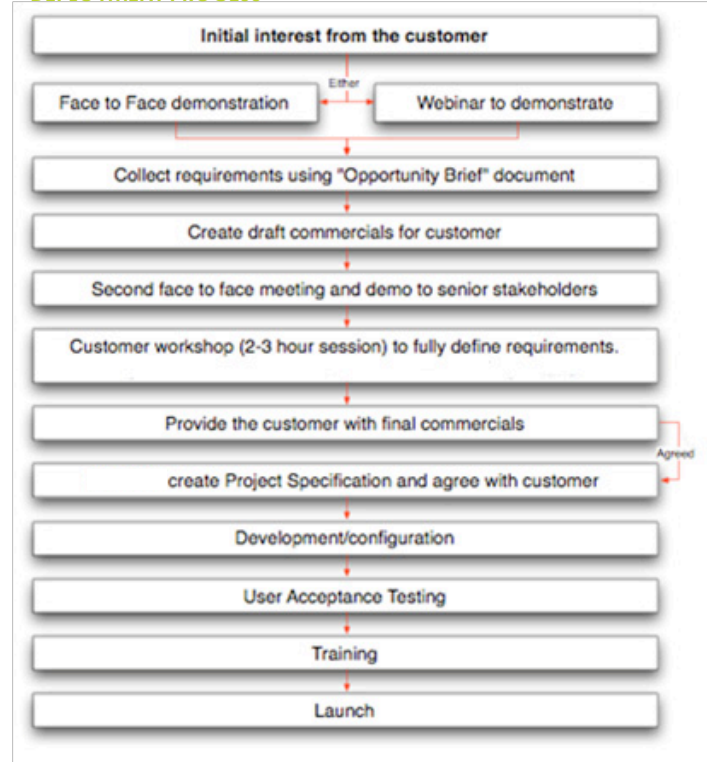 Initial interest from the customer
Either
Face to Face demonstration
Webinar to demonstrate
Collect requirements using "Opportunity Brief" document
Create draft commercials for customer
Second face to face meeting and demo to senior stakeholders
Customer workshop (2-3 hour session) to fully define requirements.
Provide the customer with final commercials
Agreed
create Project Specification and agree with customer
Development/configuration
User Acceptance Testing
Training
Launch